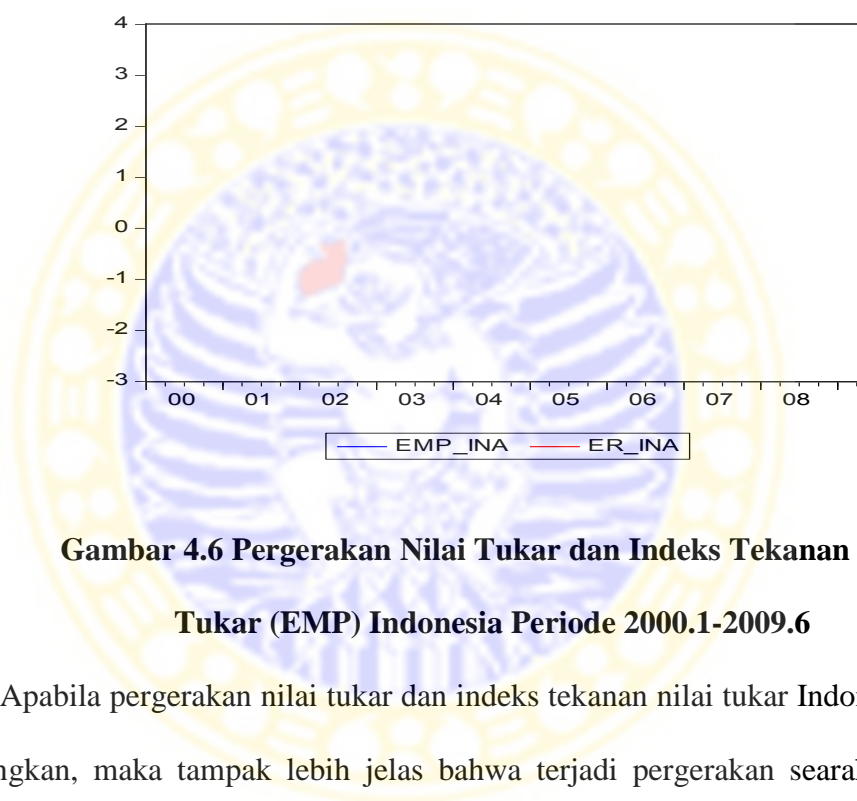 4
3
2
1
0
-1
-2
-3
00 01 02 03 04 05 06 07 08
EMP_INA ER_INA
Gambar 4.6 Pergerakan Nilai Tukar dan Indeks Tekanan
Tukar (EMP) Indonesia Periode 2000.1-2009.6
Apabila pergerakan nilai tukar dan indeks tekanan nilai tukar
maka tampak lebih jelas bahwa terjadi pergerakan